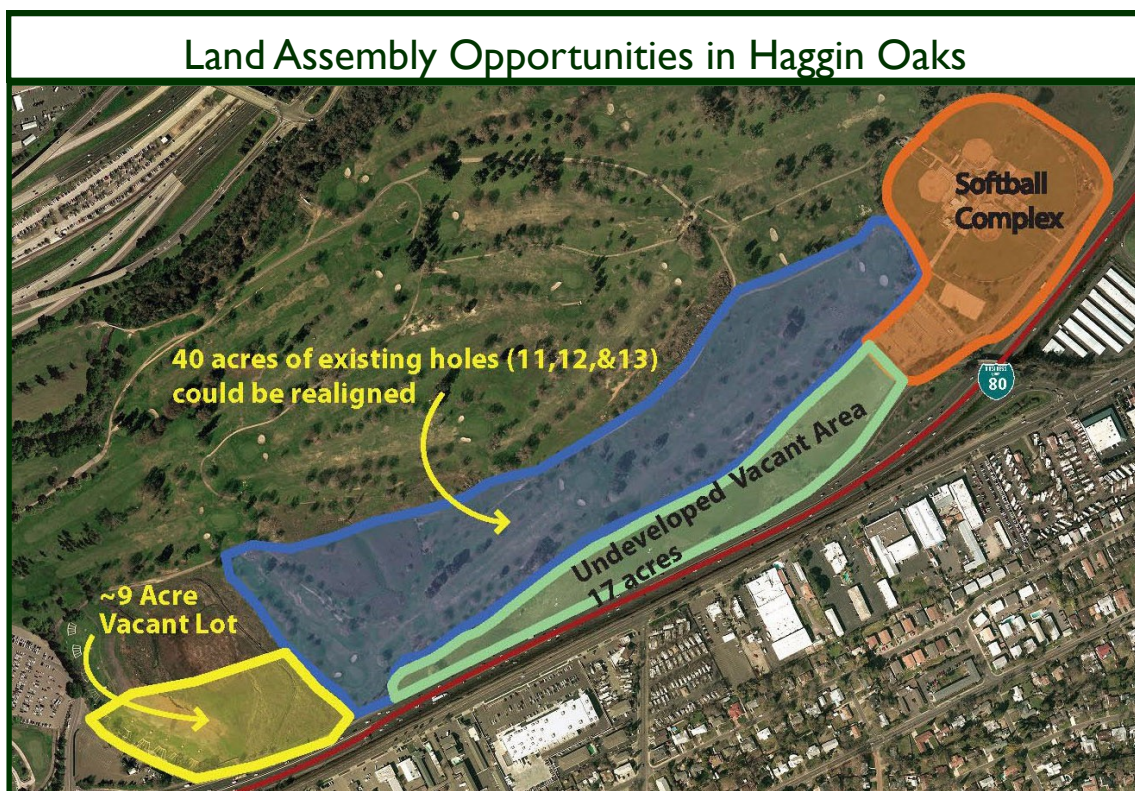 Land Assembly Opportunities in Haggin Oaks
Softball
Complex
40 acres of existing holes (11,12,&13)
could be realigned
80
Undeveloped Vacant Area
17 acres
~9 Acre
Vacant Lot